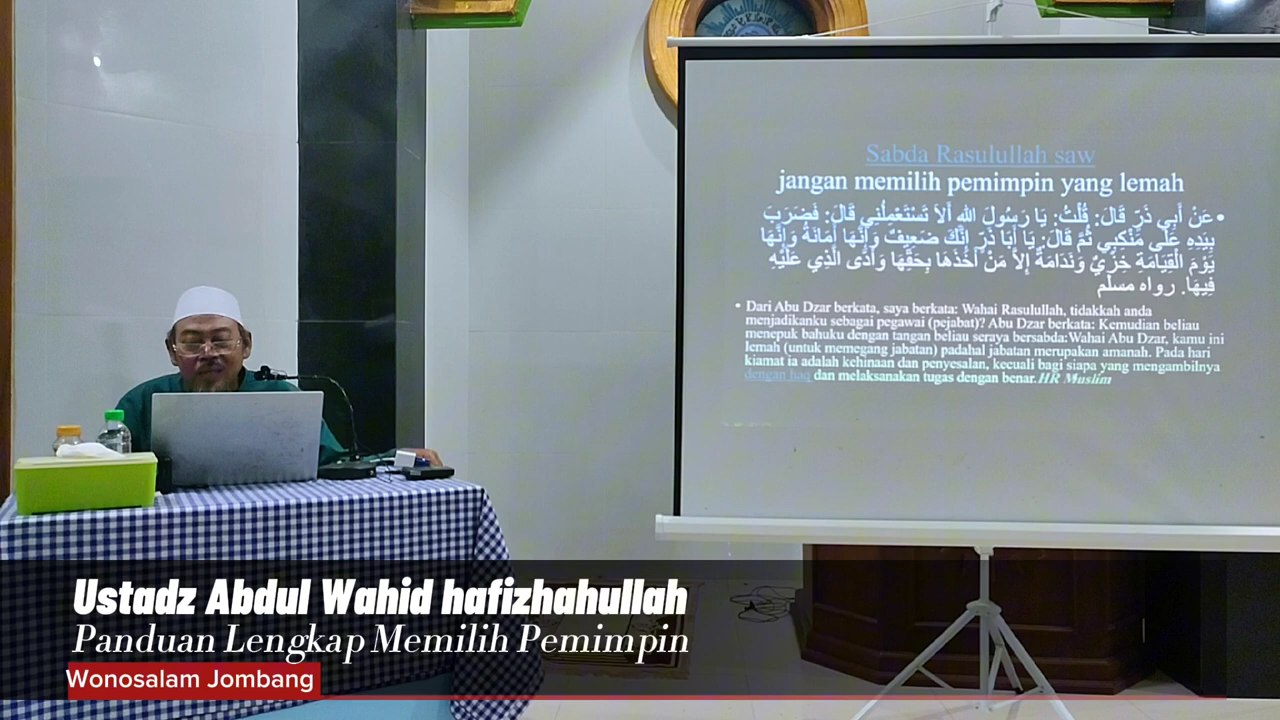 Sabda Rasulullah saw
jangan memilih pemimpin yang lemah
• عَنْ أَبِي ذَرٍّ قَالَ: قُلْتُ: يَا رَسُولَ اللهِ أَلاَ تَسْتَعْمِلُنِي قَالَ: فَضَرَبَ
بِيَدِهِ عَلَى مَنْكِبِي ثُمَّ قَالَ: يَا أَبَا ذَرٍّ إِنَّكَ ضَعِيفٌ وَإِنَّهَا أَمَانَةُ وَإِنَّهَا
يَوْمَ الْقِيَامَةِ خِزْيٌ وَنَدَامَةٌ إِلاَّ مَنْ أَخَذَهَا بِحَقِّهَا وَأَدَّى الَّذِي عَلَيْهِ
فِيهَا. رواه مسلم
• Dari Abu Dzar berkata, saya berkata: Wahai Rasulullah, tidakkah anda
menjadikanku sebagai pegawai (pejabat)? Abu Dzar berkata: Kemudian beliau
menepuk bahuku dengan tangan beliau seraya bersabda:Wahai Abu Dzar, kamu ini
lemah (untuk memegang jabatan) padahal jabatan merupakan amanah. Pada hari
kiamat ia adalah kehinaan dan penyesalan, kecuali bagi siapa yang mengambilnya
dengan haq dan melaksanakan tugas dengan benar.HR Muslim
Ustadz Abdul Wahid hafizhahullah
Panduan Lengkap Memilih Pemimpin
Wonosalam Jombang